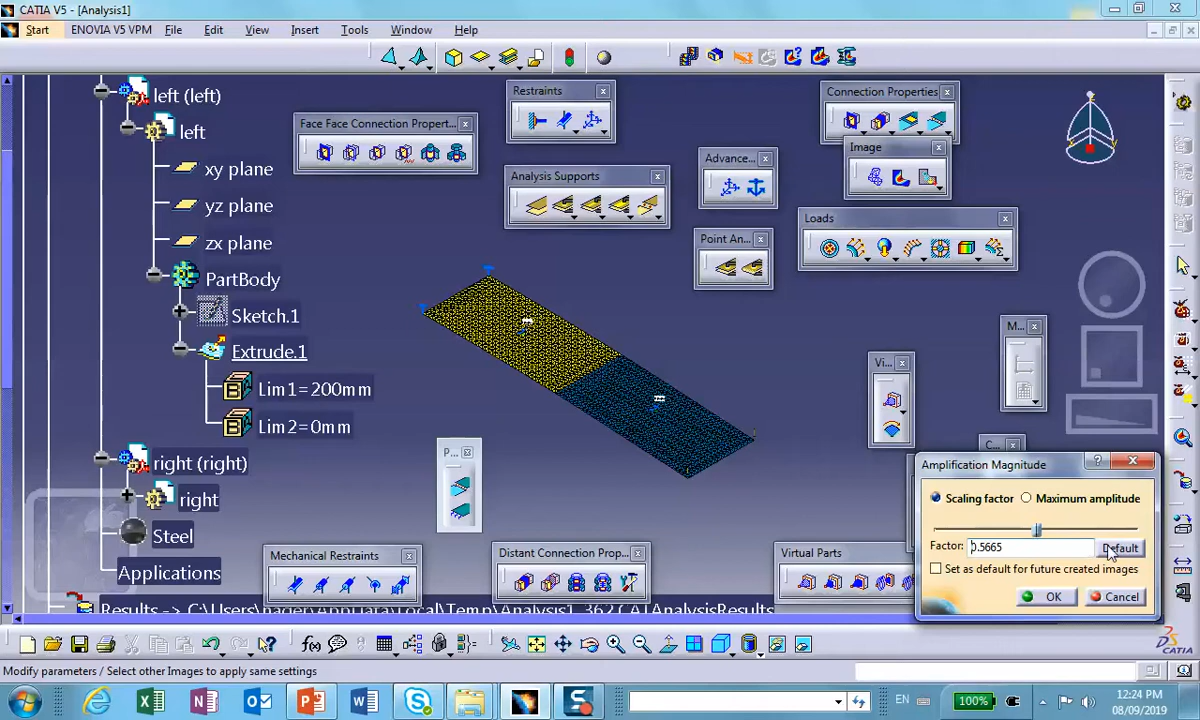 CATIA V5 - [Analysis1]
Start
ENOVIA V5 VPM
File
Edit
View
Insert
Tools
Window
Help
left (left)
left
xy plane
yz plane
zx plane
PartBody
Sketch.1
Extrude.1
Lim1=200mm
Lim2=0mm
right (right)
right
Steel
Applications
Face Face Connection Propert...
Restraints
Analysis Supports
Advance...
Point An...
Connection Properties
Image
Loads
M...
Vi...
C...
P...
Mechanical Restraints
Distant Connection Prop...
Virtual Parts
Amplification Magnitude
Scaling factor
Maximum amplitude
Factor:
0.5665
Default
Set as default for future created images
OK
Cancel
Modify parameters / Select other Images to apply same settings
CATIA
EN
100%
12:24 PM
08/09/2019